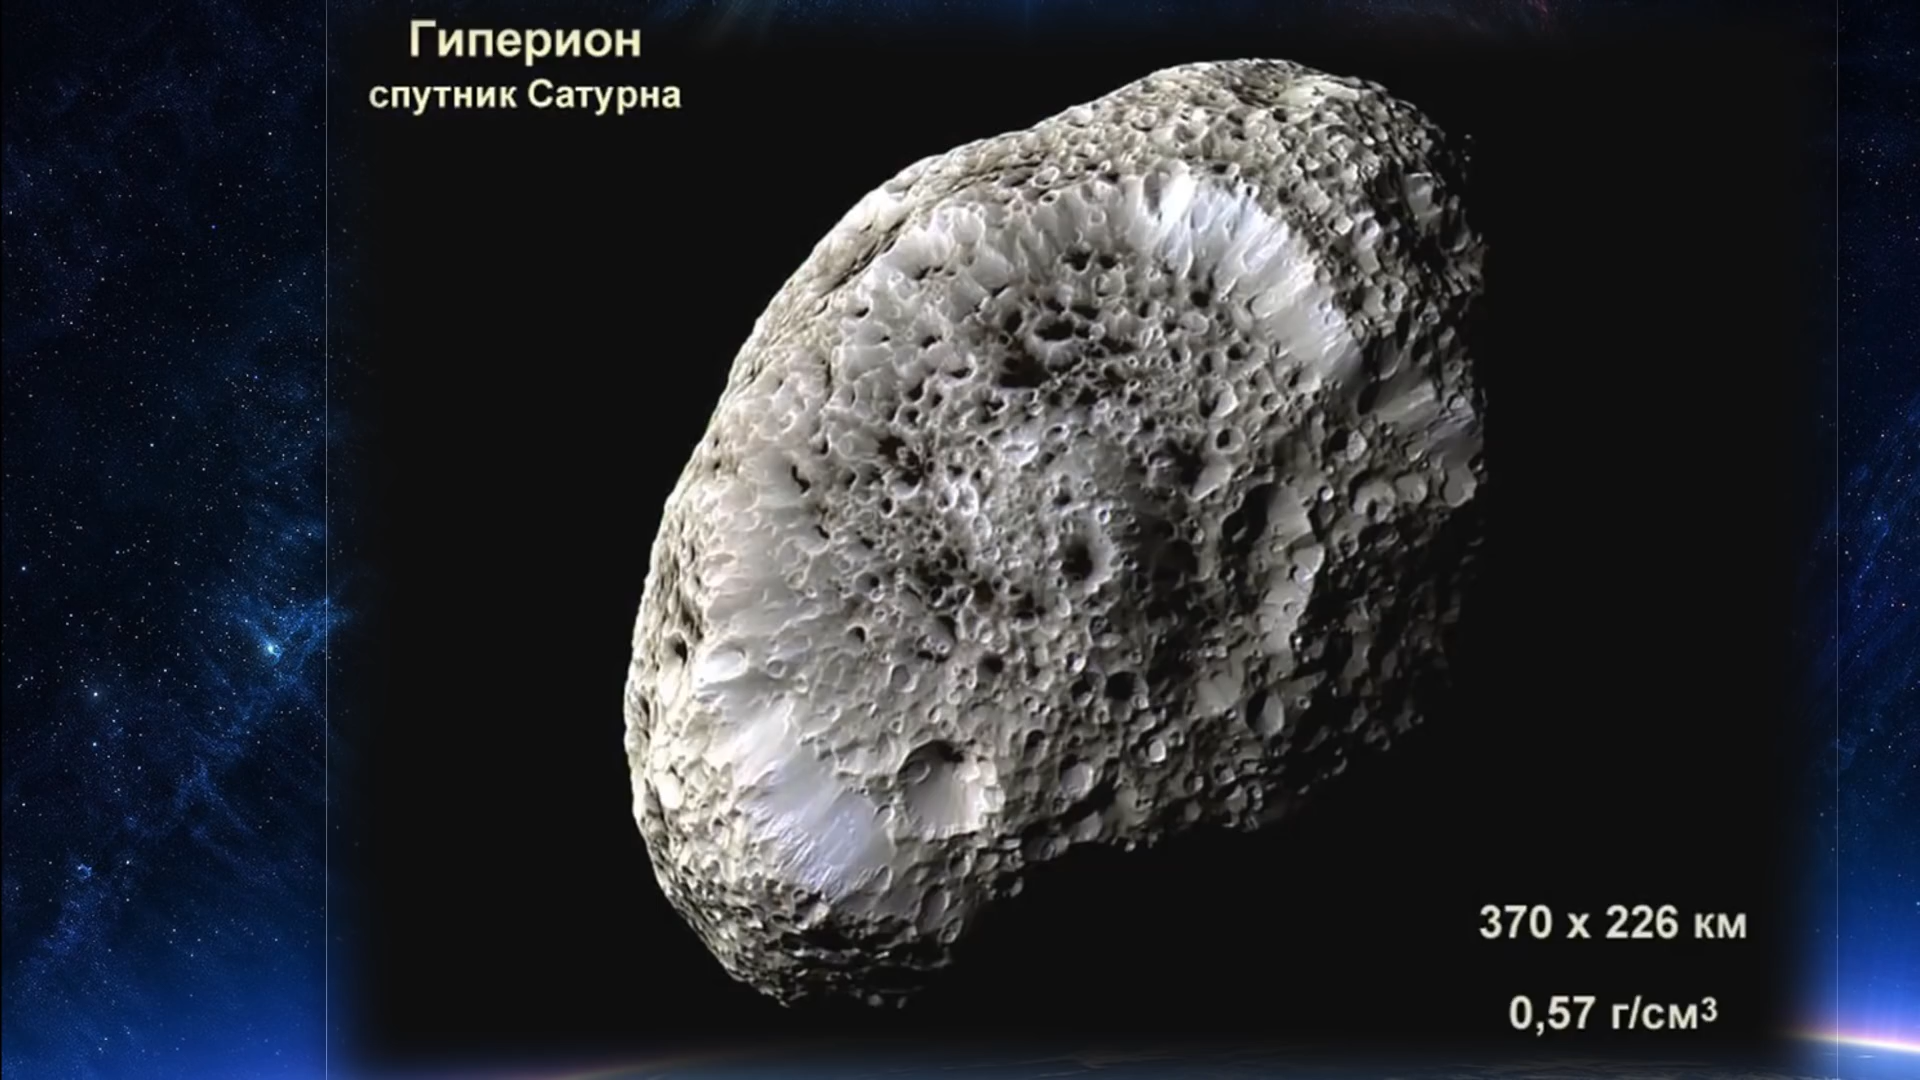 Гиперион
спутник Сатурна
370 х 226 км
0,57 г/см³